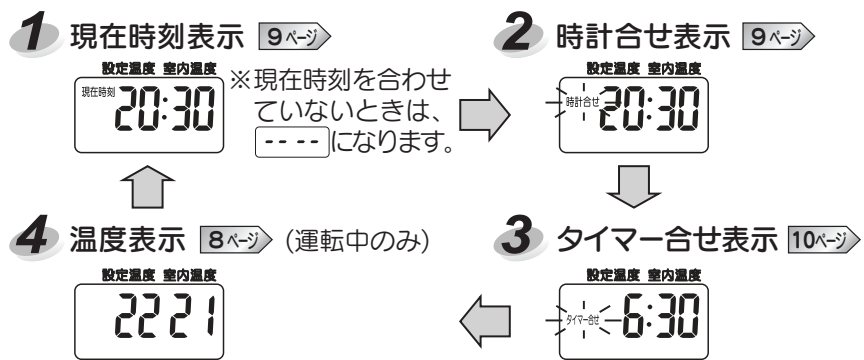 1 現在時刻表示 9ページ
設定温度 室内温度
現在時刻 20:30
※現在時刻を合わせ
ていないときは、
-- --になります。
2 時計合せ表示 9ページ
設定温度 室内温度
時計合せ 20:30
4 温度表示 8ページ (運転中のみ)
設定温度 室内温度
22 21
3 タイマー合せ表示 10ページ
設定温度 室内温度
タイマー合せ 6:30